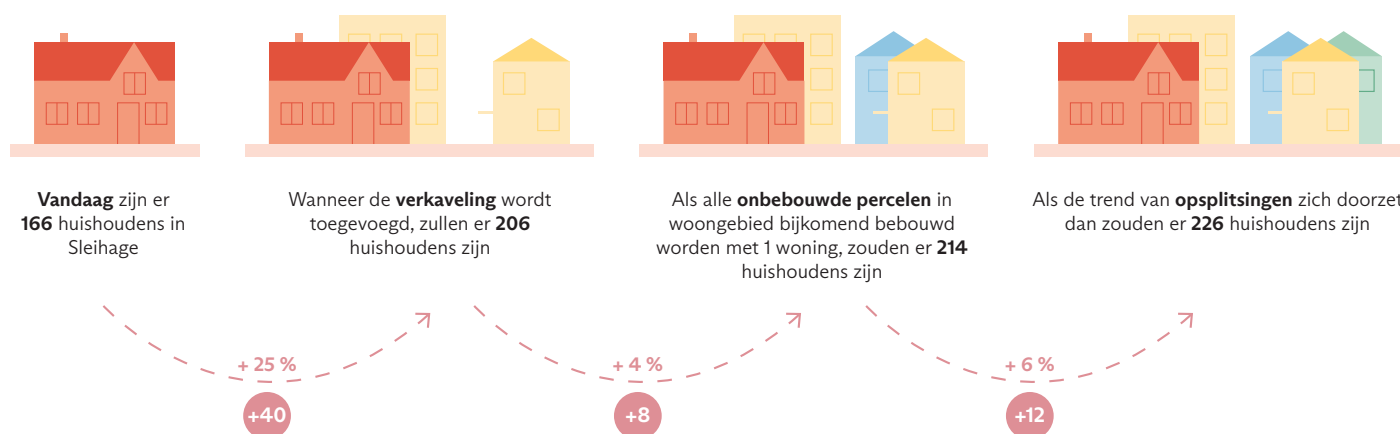 Vandaag zijn er
166 huishoudens in
Sleihage
Wanneer de verkaveling wordt
toegevoegd, zullen er 206
huishoudens zijn
Als alle onbebouwde percelen in
woongebied bijkomend bebouwd
worden met 1 woning, zouden er 214
huishoudens zijn
Als de trend van opsplitsingen zich doorzet
dan zouden er 226 huishoudens zijn
+ 25 %
+40
+ 4 %
+8
+ 6 %
+12